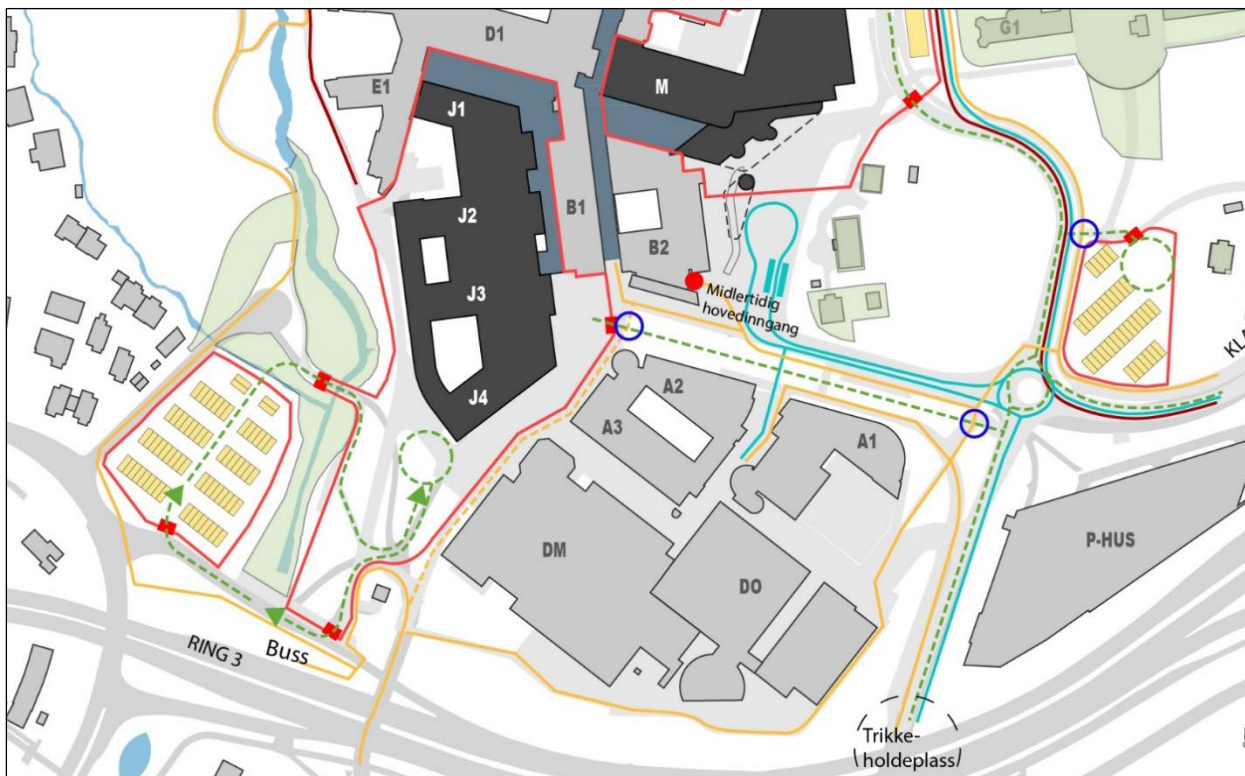 D1
G1
E1
J1
M
J2
B1
B2
J3
Midlertidig
hovedinngang
J4
A2
A3
A1
DM
DO
P-HUS
RING 3
Buss
Trikke-
holdeplass